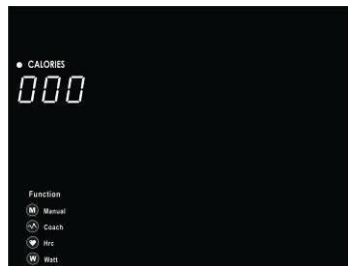 CALORIES
000
Function
M Manual
Coach
Hrc
W Watt